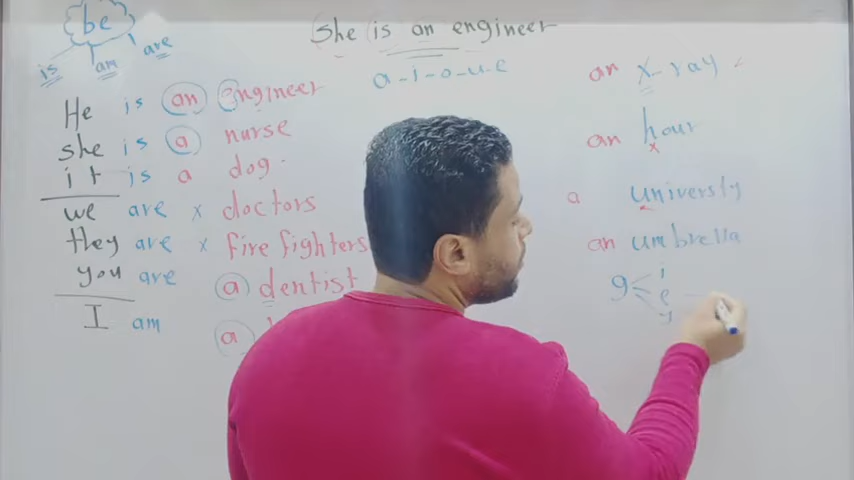 be
She is an engineer
is am are
a-i-o-u-e
He is an Engineer
she is a nurse
it is a dog.
we are x doctors
they are x fire fighters
you are a dentist
I am a
an x-ray
an hour
x
a universty
an umbrella
g i
e
y